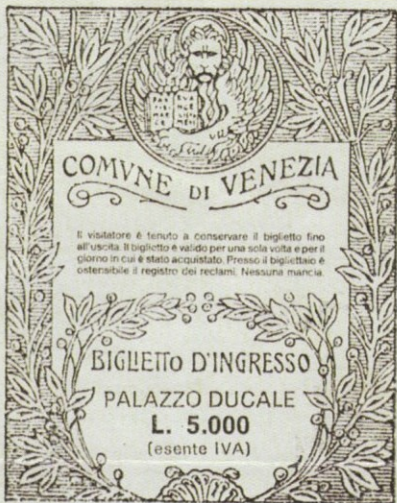 COMVNE DI VENEZIA
Il visitatore è tenuto a conservare il biglietto fino
all'uscita. Il biglietto è valido per una sola volta e per il
giorno in cui è stato acquistato. Presso il bigliettaio è
ostensibile il registro dei reclami. Nessuna mancia.
BIGLIETTO D'INGRESSO
PALAZZO DUCALE
L. 5.000
(esente IVA)